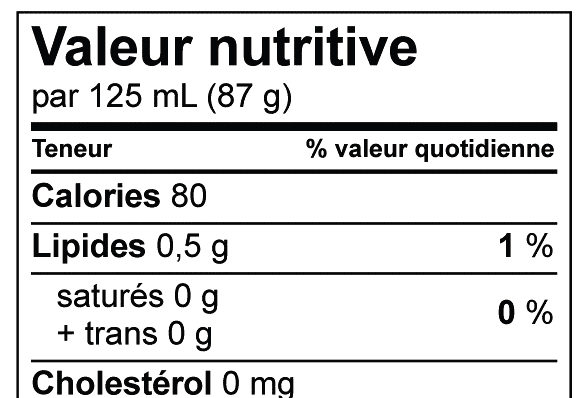 Valeur nutritive
par 125 mL (87 g)
Teneur % valeur quotidienne
Calories 80
Lipides 0,5 g 1 %
saturés 0 g
+ trans 0 g 0 %
Cholestérol 0 mg